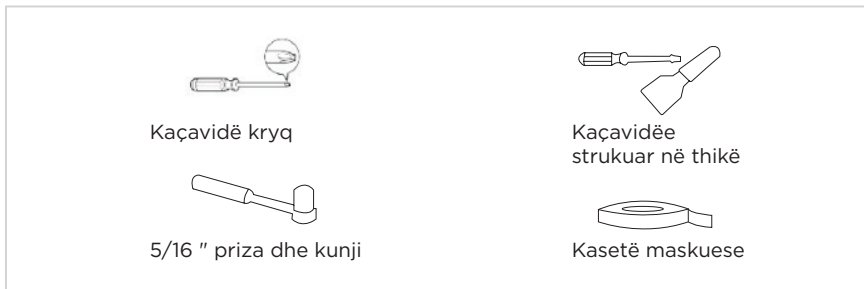 Kaçavidë kryq
Kaçavidëe
strukuar në thikë
5/16 " priza dhe kunji
Kasetë maskuese